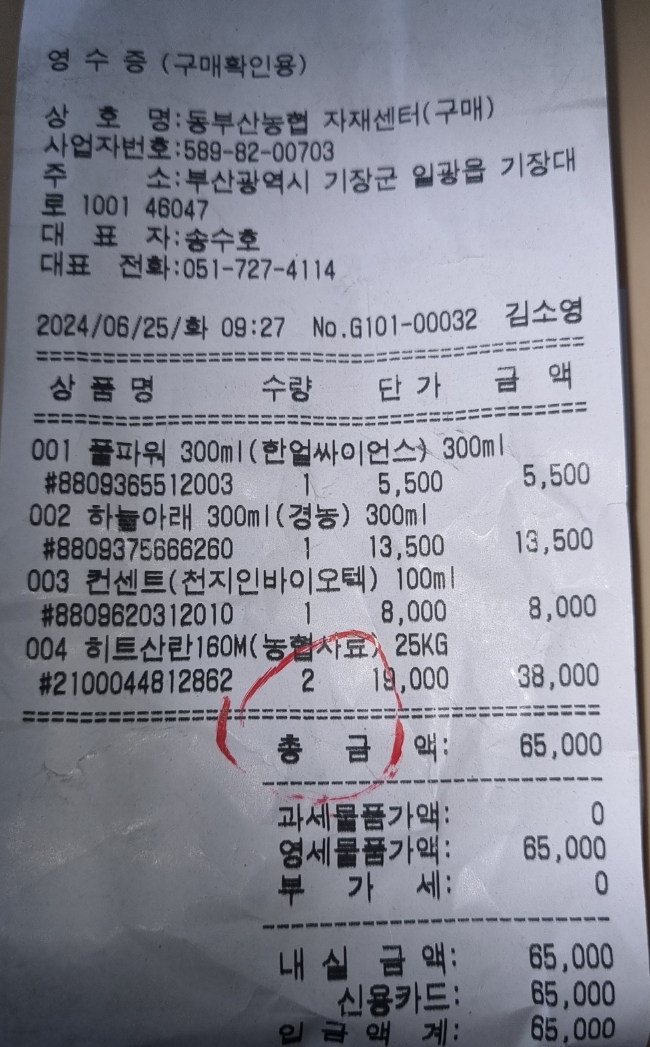 영 수 증 (구매확인용)
상 호 명:동부산농협 자재센터(구매)
사업자번호:589-82-00703
주 소:부산광역시 기장군 일광읍 기장대
로 1001 46047
대 표 자:송수호
대표 전화:051-727-4114
2024/06/25/화 09:27 No.G101-00032 김소영
==================================================
상 품 명 수량 단 가 금 액
==================================================
001 풀파워 300ml(한얼싸이언스) 300ml
#8809365512003 1 5,500 5,500
002 하늘아래 300ml(경농) 300ml
#8809375666260 1 13,500 13,500
003 컨센트(천지인바이오텍) 100ml
#8809620312010 1 8,000 8,000
004 히트산란160M(농협사료) 25KG
#2100044812862 2 19,000 38,000
==================================================
총 금 액: 65,000
------------------------------
과세물품가액: 0
영세물품가액: 65,000
부 가 세: 0
------------------------------
내 실 금 액: 65,000
신용카드: 65,000
입 금 액 계: 65,000